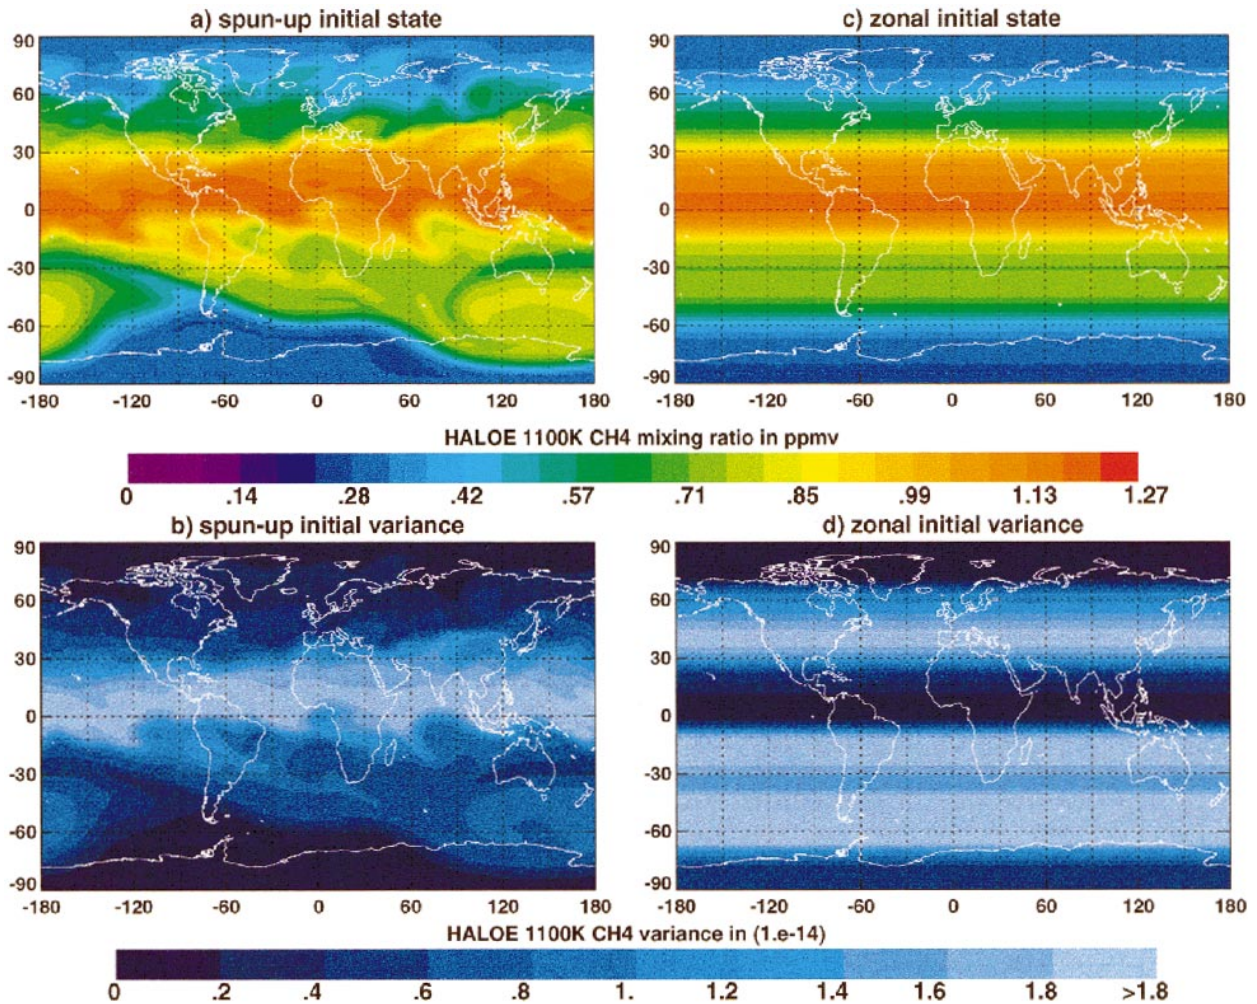 a) spun-up initial state
c) zonal initial state
90
60
30
0
-30
-60
-90
-180 -120 -60 0 60 120 180
90
60
30
0
-30
-60
-90
-180 -120 -60 0 60 120 180
HALOE 1100K CH4 mixing ratio in ppmv
0 .14 .28 .42 .57 .71 .85 .99 1.13 1.27
b) spun-up initial variance
d) zonal initial variance
90
60
30
0
-30
-60
-90
-180 -120 -60 0 60 120 180
90
60
30
0
-30
-60
-90
-180 -120 -60 0 60 120 180
HALOE 1100K CH4 variance in (1.e-14)
0 .2 .4 .6 .8 1. 1.2 1.4 1.6 1.8 >1.8